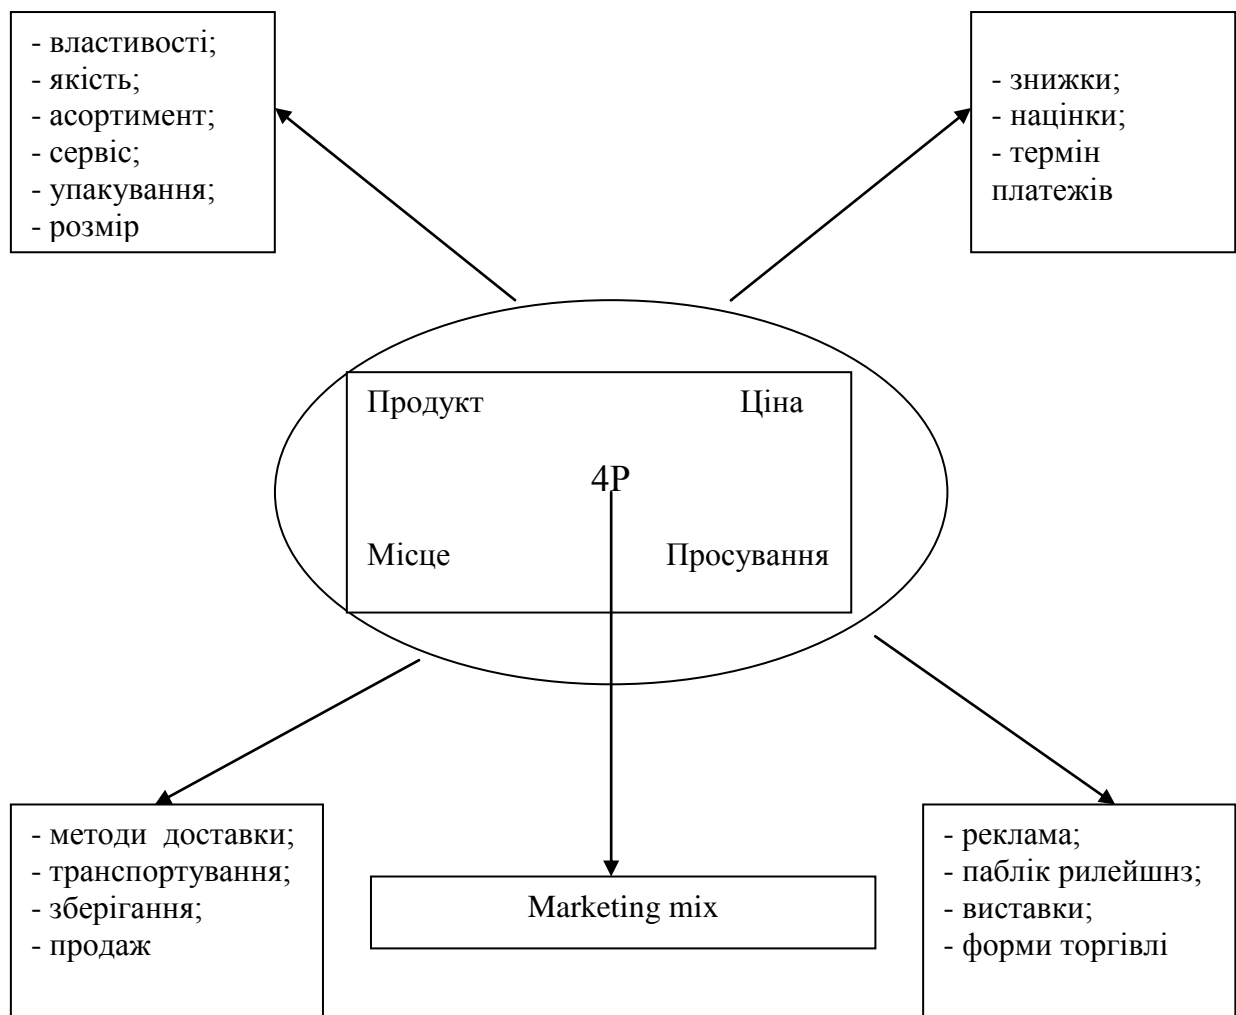 - властивості;
- якість;
- асортимент;
- сервіс;
- упакування;
- розмір
- знижки;
- націнки;
- термін
платежів
Продукт
Ціна
4Р
Місце
Просування
- методи доставки;
- транспортування;
- зберігання;
- продаж
Marketing mix
- реклама;
- паблік рилейшнз;
- виставки;
- форми торгівлі